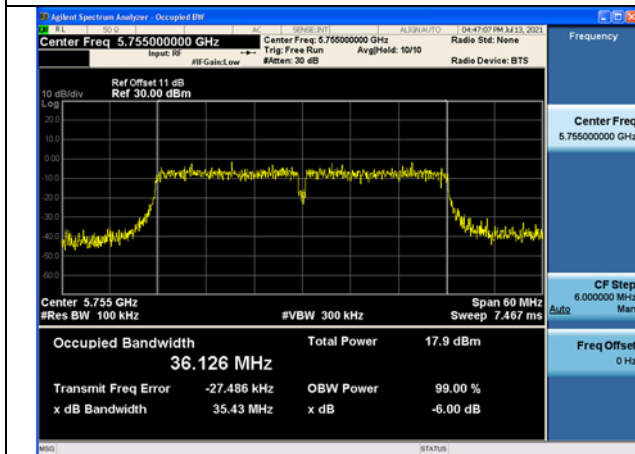 Agilent Spectrum Analyzer - Occupied BW
RL 50 Ω AC SENSE:INT ALIGN AUTO 04:47:07 PM Jul 13, 2021
Center Freq 5.755000000 GHz
Center Freq: 5.755000000 GHz
Radio Std: None
Input: RF
Trig: Free Run Avg|Hold: 10/10
#IFGain:Low #Atten: 30 dB Radio Device: BTS
Ref Offset 11 dB
10 dB/div Ref 30.00 dBm
Log
20.0
10.0
0.00
-10.0
-20.0
-30.0
-40.0
-50.0
-60.0
Center 5.755 GHz Span 60 MHz
#Res BW 100 kHz #VBW 300 kHz Sweep 7.467 ms
Occupied Bandwidth Total Power 17.9 dBm
36.126 MHz
Transmit Freq Error -27.486 kHz OBW Power 99.00 %
x dB Bandwidth 35.43 MHz x dB -6.00 dB
MSG STATUS
Frequency
Center Freq
5.755000000 GHz
CF Step
6.000000 MHz
Auto Man
Freq Offset
0 Hz